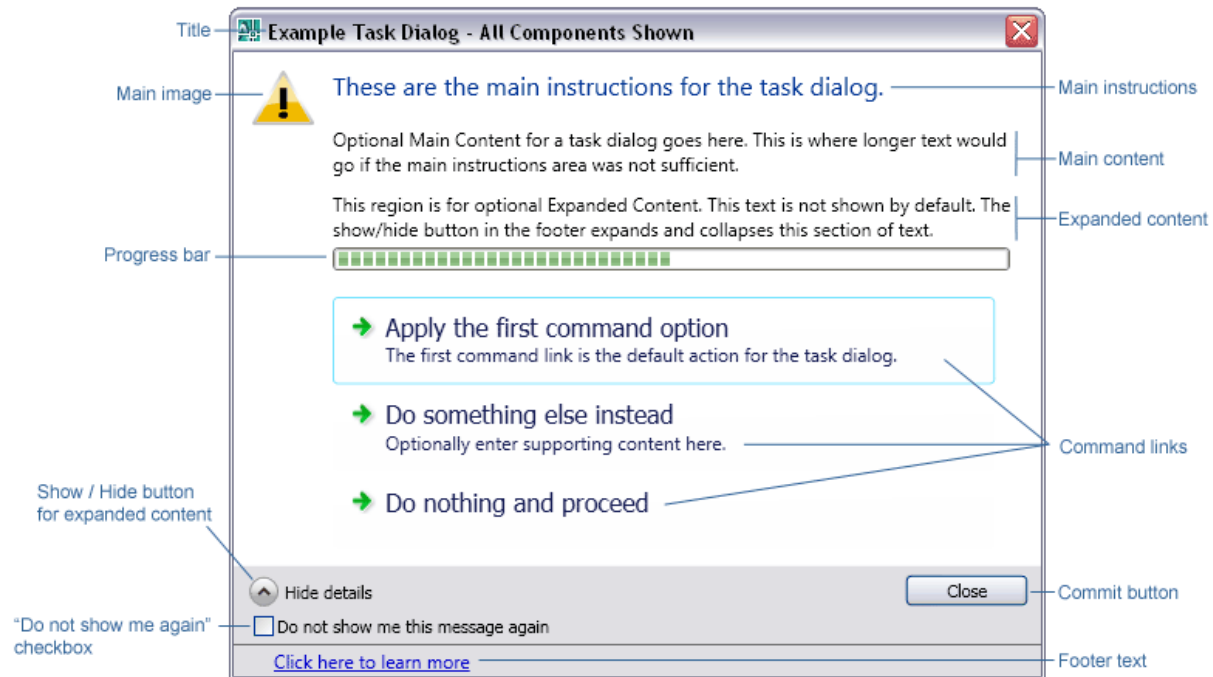 Title
Example Task Dialog - All Components Shown
Main image
These are the main instructions for the task dialog.
Main instructions
Optional Main Content for a task dialog goes here. This is where longer text would
go if the main instructions area was not sufficient.
Main content
This region is for optional Expanded Content. This text is not shown by default. The
show/hide button in the footer expands and collapses this section of text.
Expanded content
Progress bar
Apply the first command option
The first command link is the default action for the task dialog.
Do something else instead
Optionally enter supporting content here.
Command links
Do nothing and proceed
Show / Hide button
for expanded content
Hide details
Close
Commit button
"Do not show me again"
checkbox
Do not show me this message again
Click here to learn more
Footer text